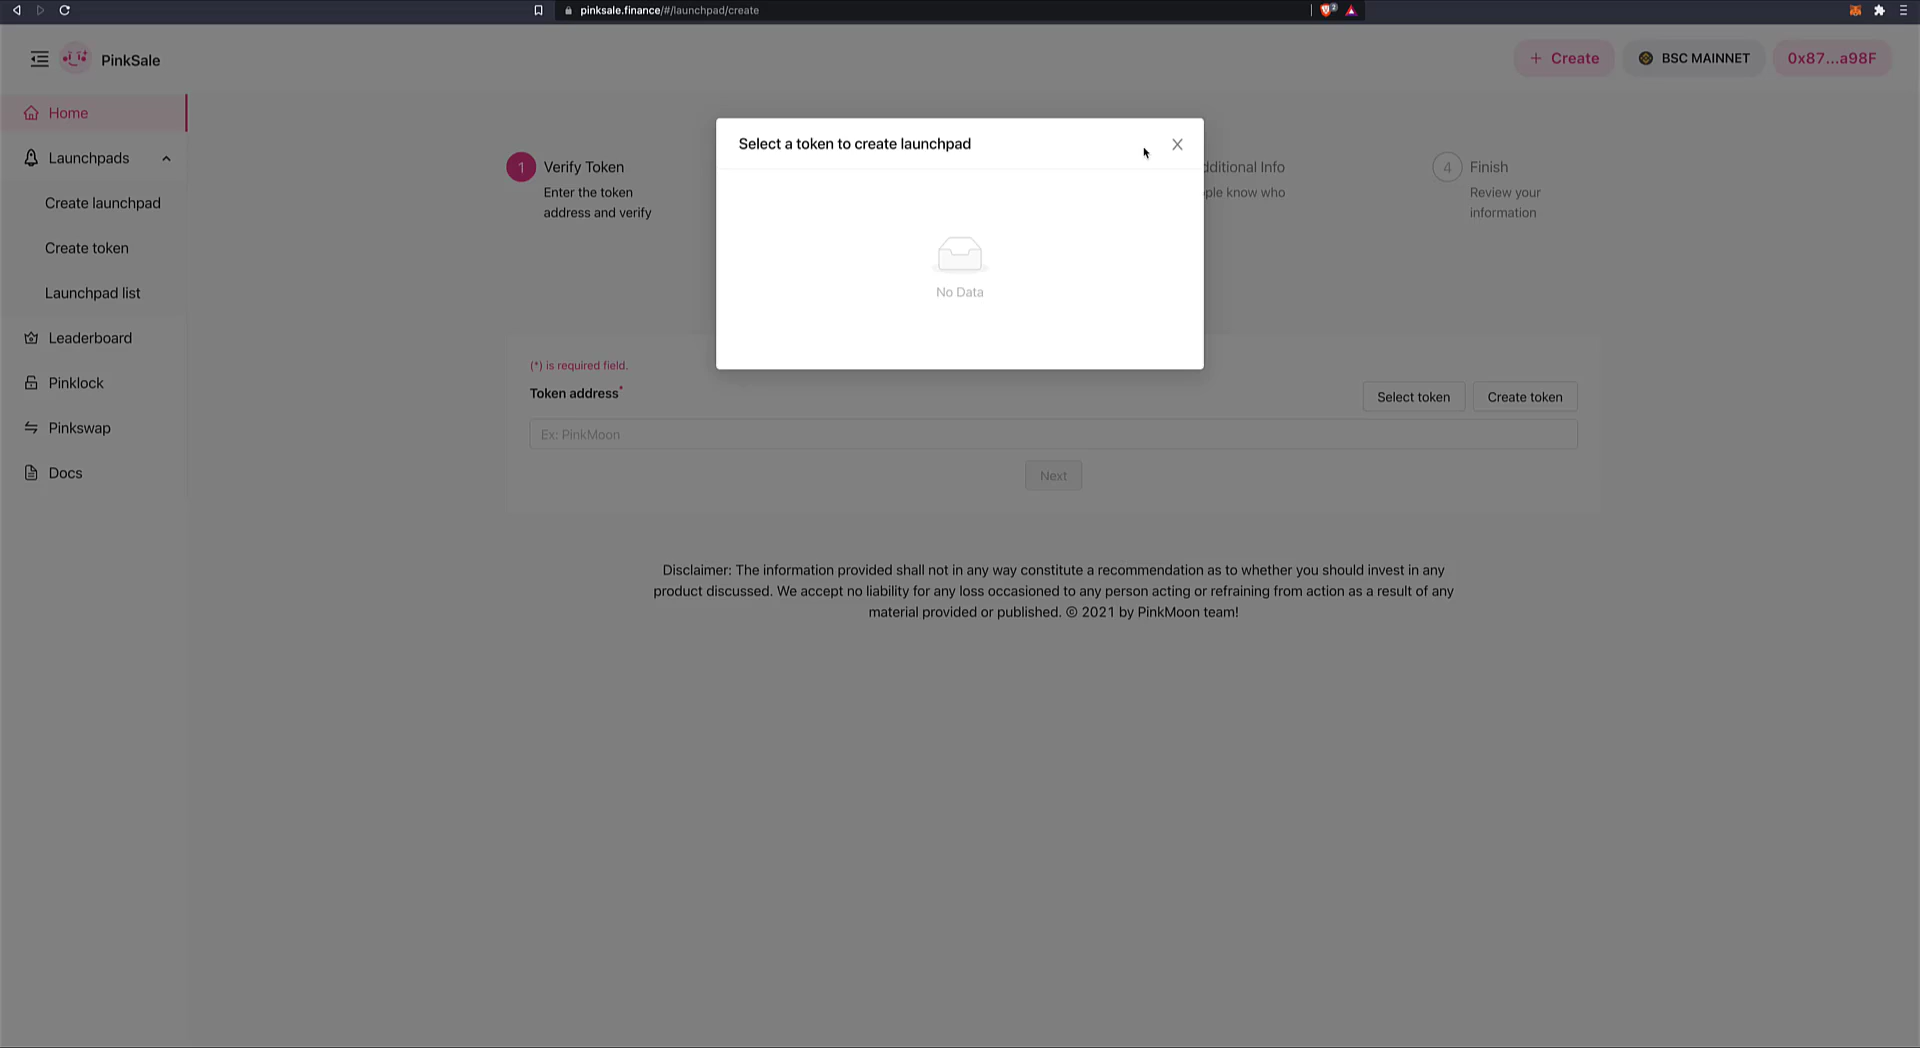 pinksale.finance/#/launchpad/create
2
PinkSale
+ Create
BSC MAINNET
0x87...a98F
Home
Launchpads
Create launchpad
Create token
Launchpad list
Leaderboard
Pinklock
Pinkswap
Docs
Select a token to create launchpad
No Data
1
Verify Token
Enter the token
address and verify
dditional Info
ple know who
4
Finish
Review your
information
(*) is required field.
Token address*
Select token
Create token
Ex: PinkMoon
Next
Disclaimer: The information provided shall not in any way constitute a recommendation as to whether you should invest in any
product discussed. We accept no liability for any loss occasioned to any person acting or refraining from action as a result of any
material provided or published. © 2021 by PinkMoon team!